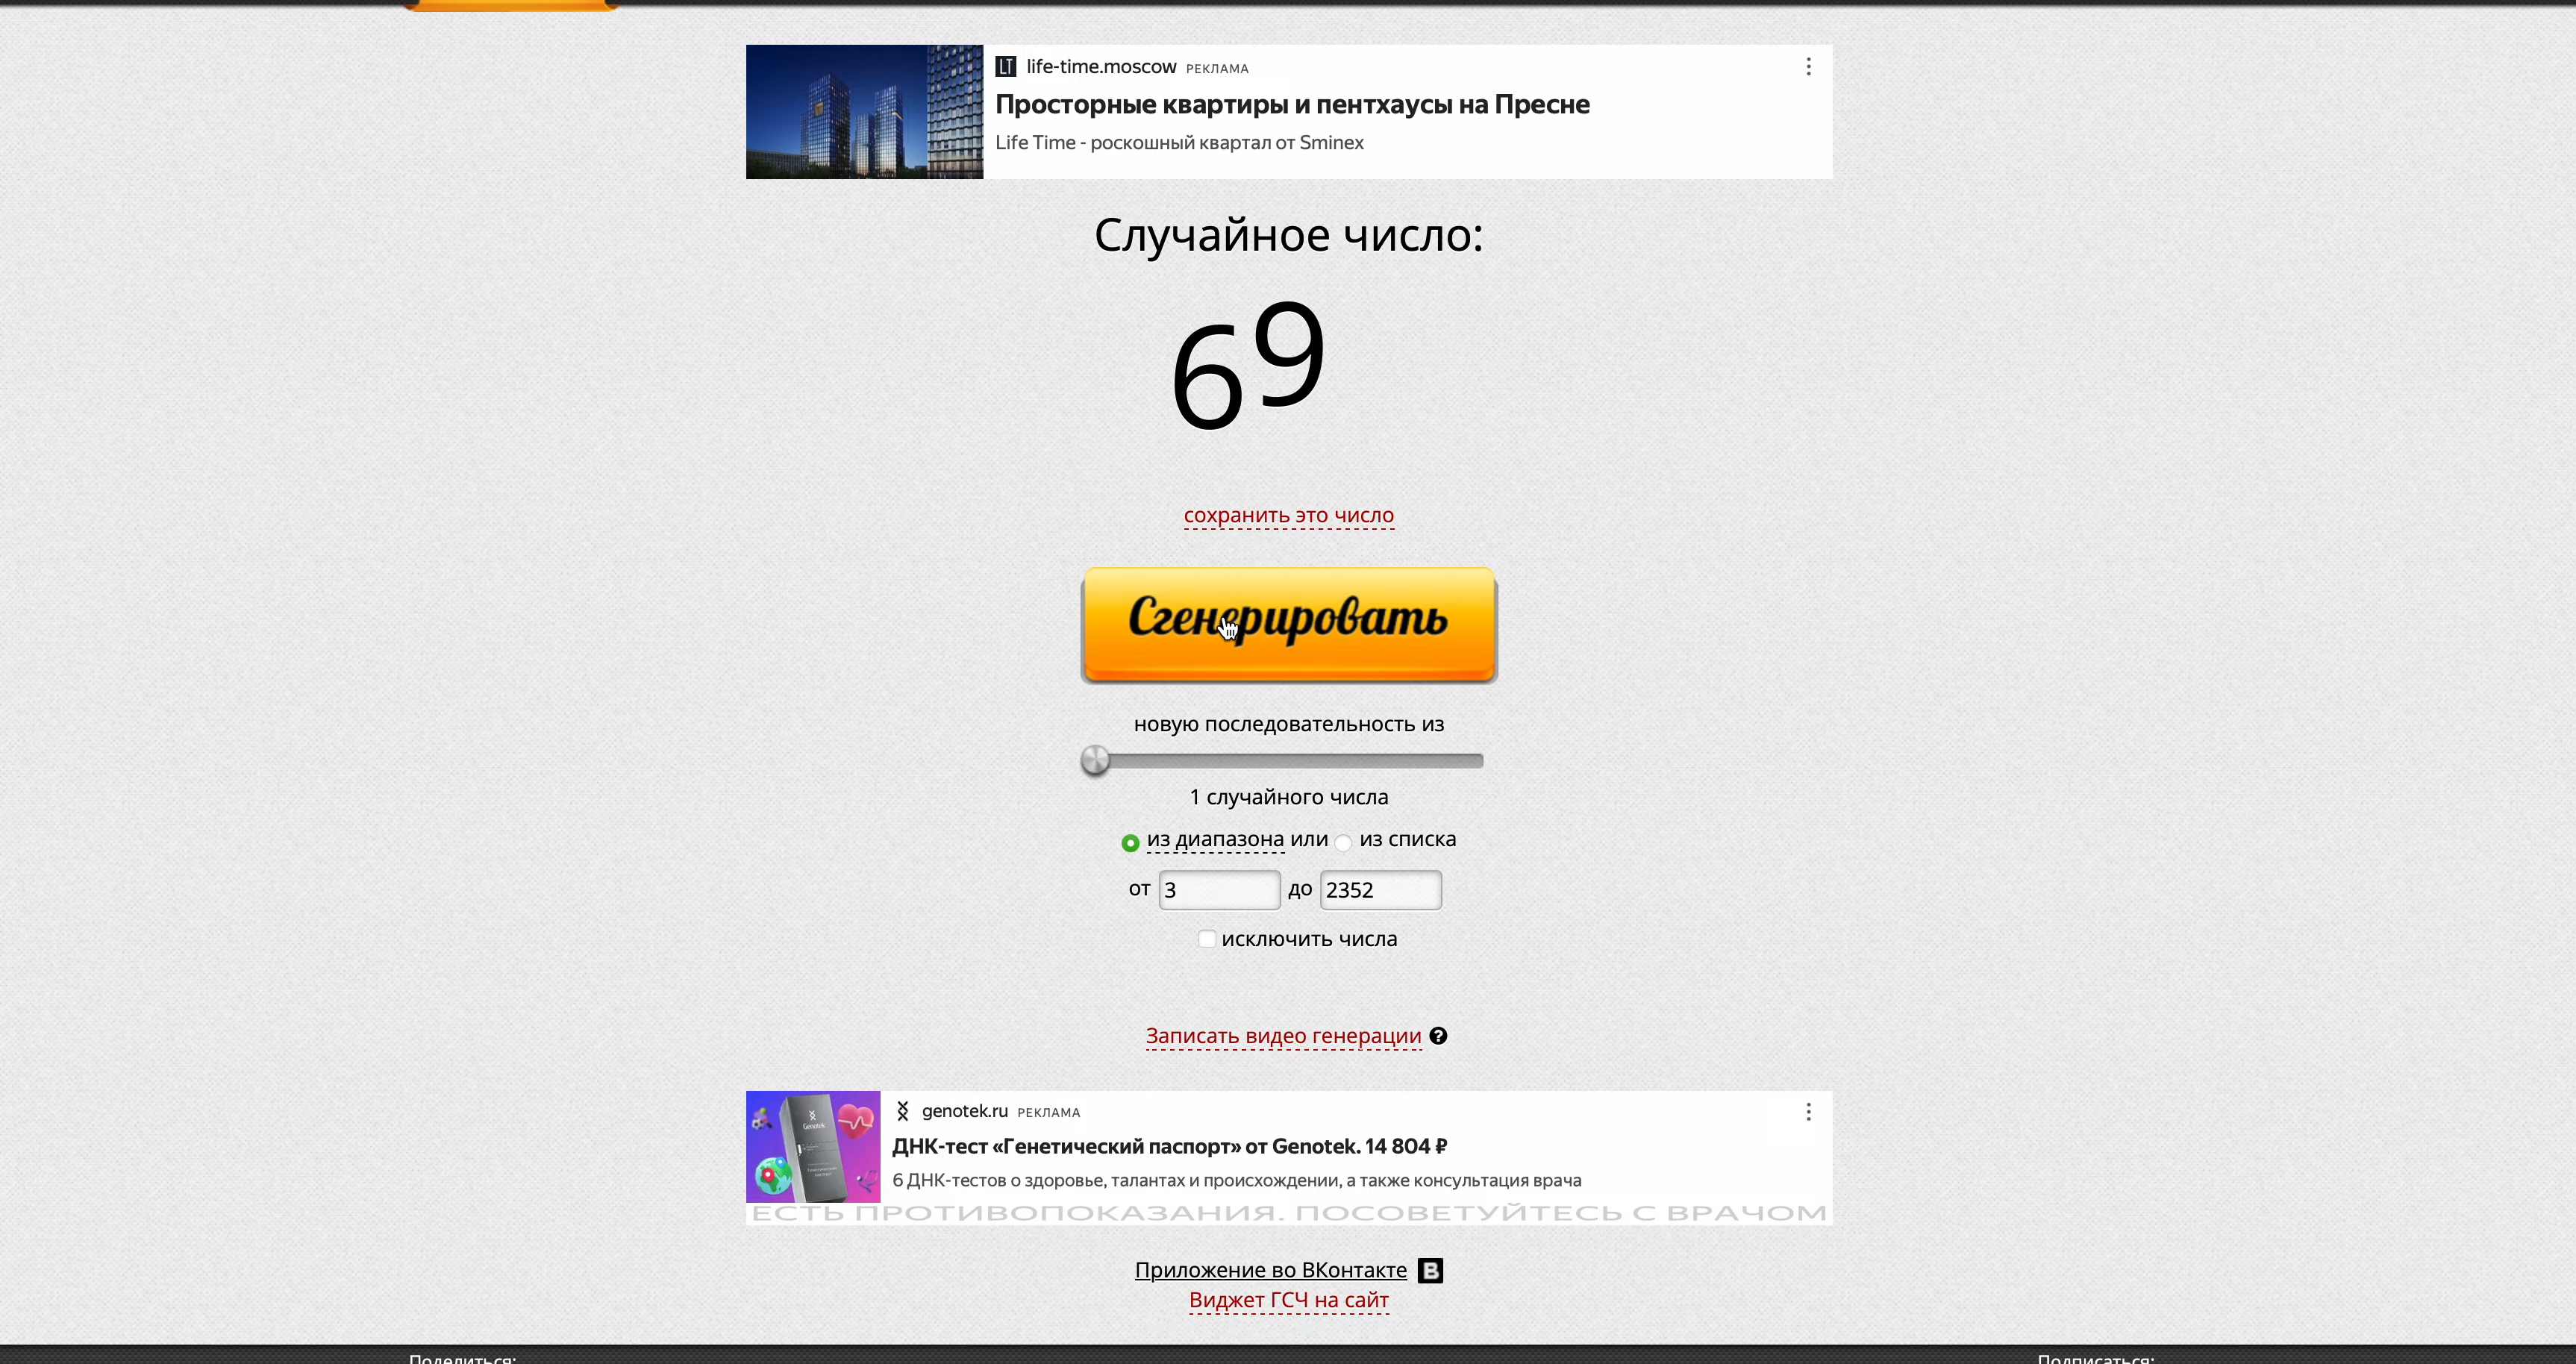 life-time.moscow РЕКЛАМА
Просторные квартиры и пентхаусы на Пресне
Life Time - роскошный квартал от Sminex
Случайное число:
69
сохранить это число
Сгенерировать
новую последовательность из
1 случайного числа
из диапазона или из списка
от 3 до 2352
исключить числа
Записать видео генерации ?
genotek.ru РЕКЛАМА
Genotek
ДНК-тест «Генетический паспорт» от Genotek. 14 804 ₽
6 ДНК-тестов о здоровье, талантах и происхождении, а также консультация врача
ЕСТЬ ПРОТИВОПОКАЗАНИЯ. ПОСОВЕТУЙТЕСЬ С ВРАЧОМ
Приложение во ВКонтакте B
Виджет ГСЧ на сайт
Поделиться:
Подписаться: